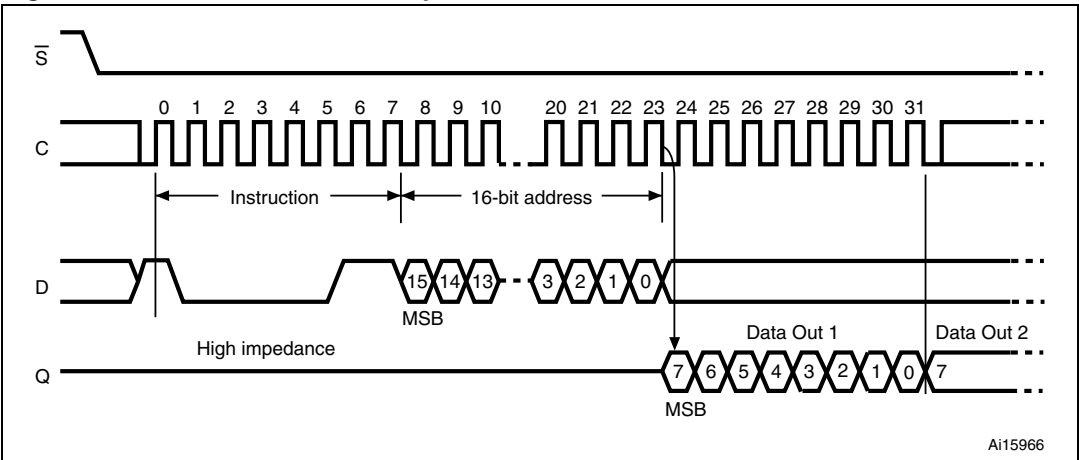 S
0 1 2 3 4 5 6 7 8 9 10 20 21 22 23 24 25 26 27 28 29 30 31
C
Instruction 16-bit address
D 15 14 13 3 2 1 0
MSB
Data Out 1 Data Out 2
High impedance
Q 7 6 5 4 3 2 1 0 7
MSB
Ai15966